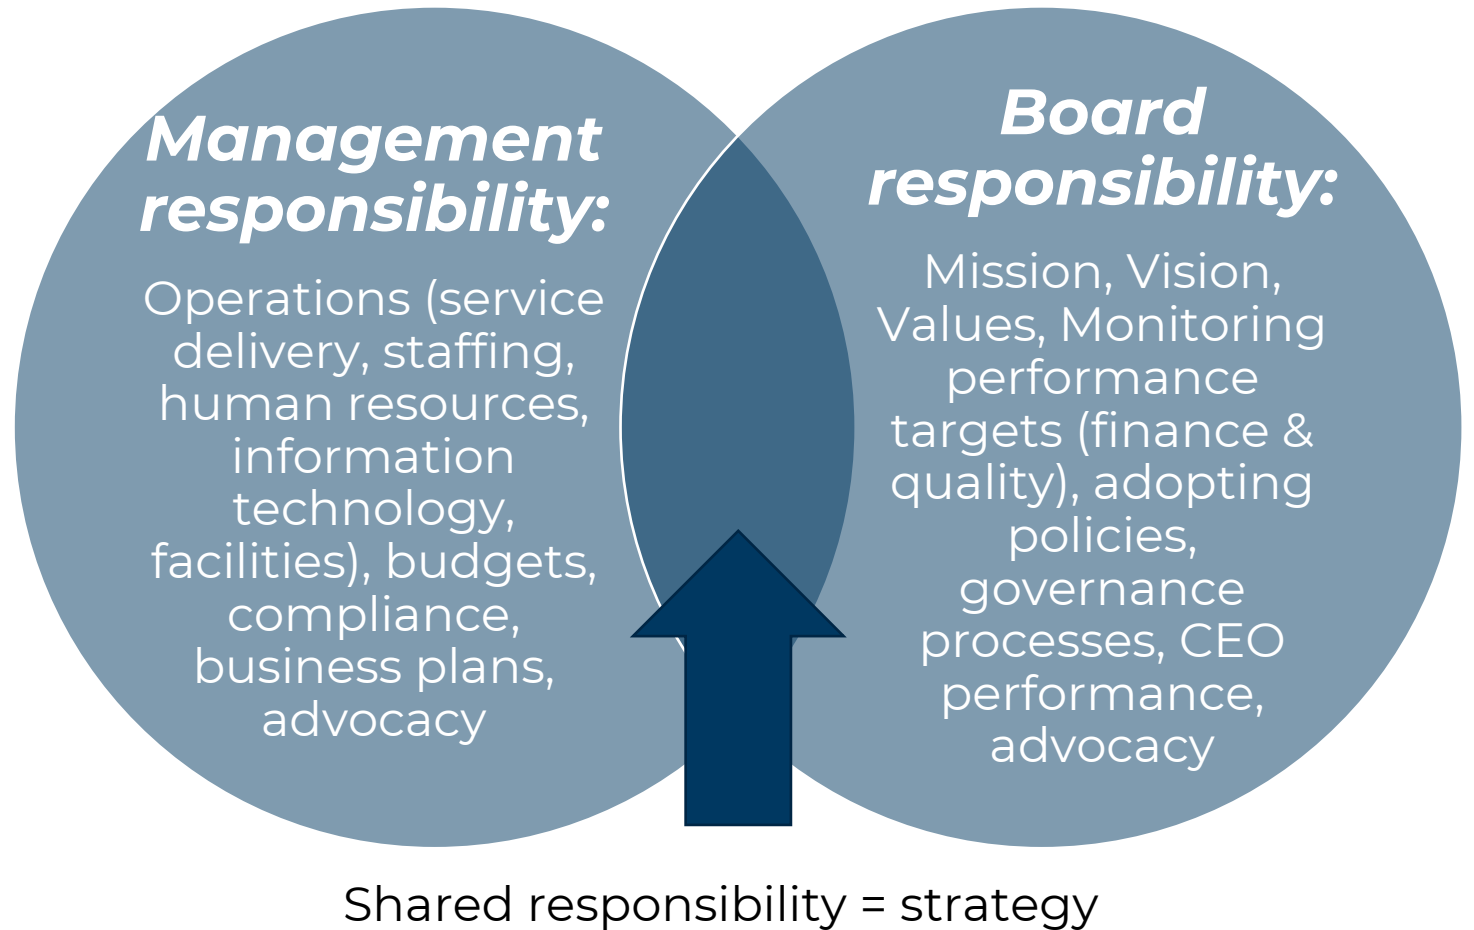 Management
responsibility:
Operations (service
delivery, staffing,
human resources,
information
technology,
facilities), budgets,
compliance,
business plans,
advocacy
Board
responsibility:
Mission, Vision,
Values, Monitoring
performance
targets (finance &
quality), adopting
policies,
governance
processes, CEO
performance,
advocacy
Shared responsibility = strategy